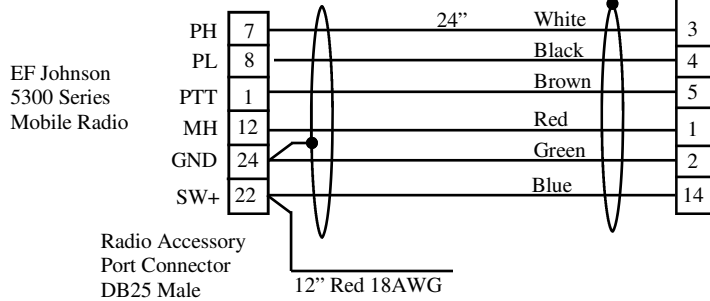 24” White
PH 7 3
Black
PL 8 4
EF Johnson
5300 Series
Mobile Radio
Brown
PTT 1 5
Red
MH 12 1
Green
GND 24 2
Blue
SW+ 22 14
Radio Accessory
Port Connector
DB25 Male
12” Red 18AWG